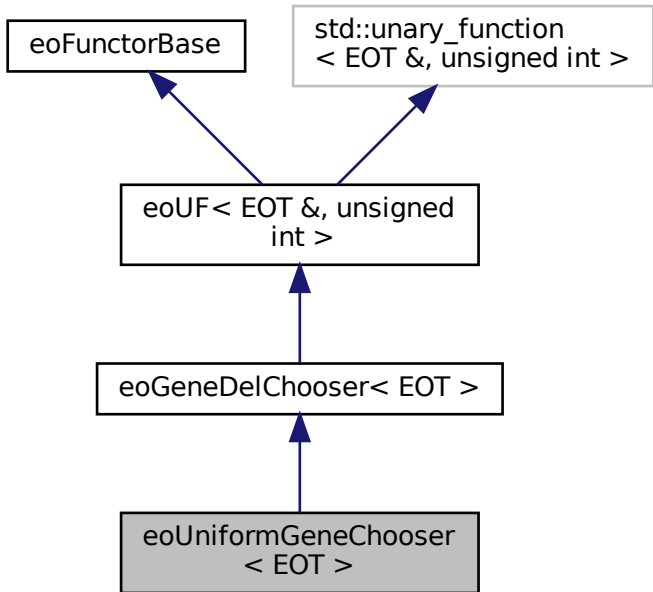 eoFunctorBase
std::unary_function
< EOT &, unsigned int >
eoUF< EOT &, unsigned
int >
eoGeneDelChooser< EOT >
eoUniformGeneChooser
< EOT >